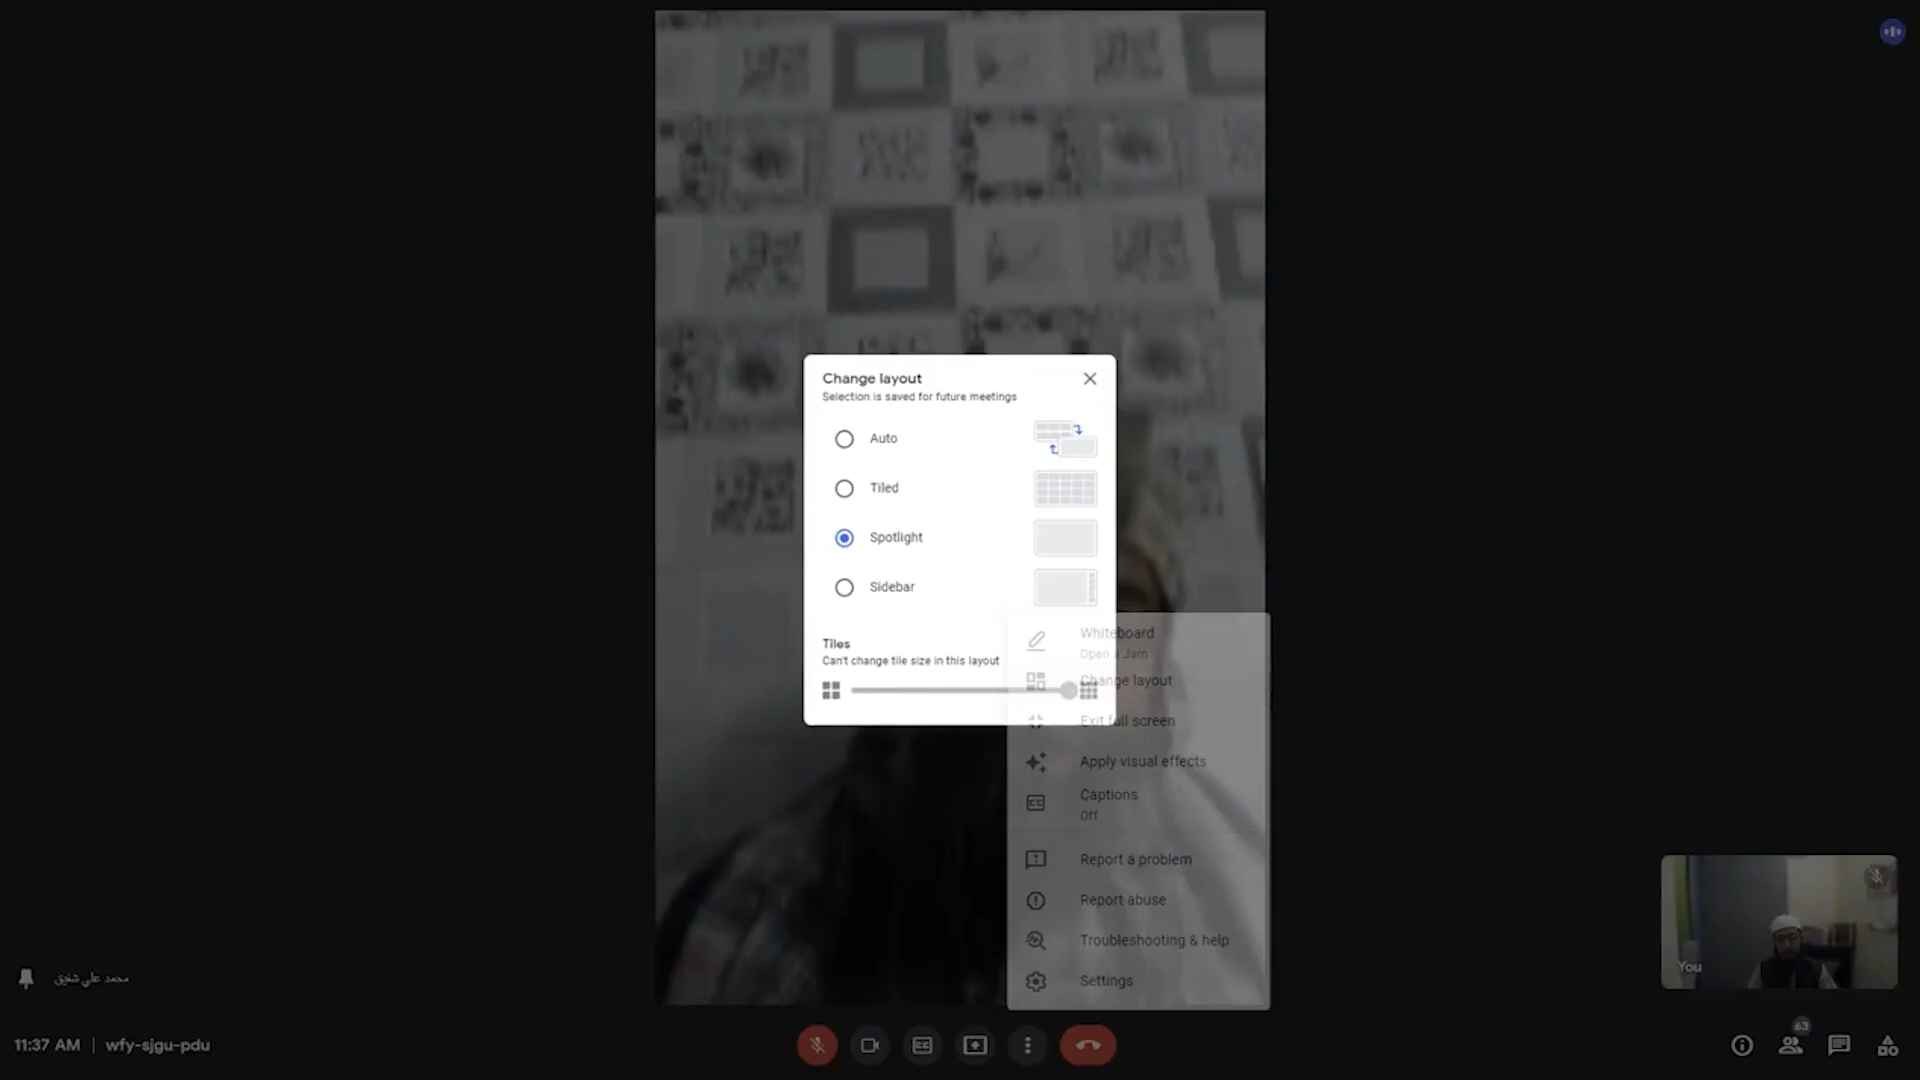 Change layout
Selection is saved for future meetings
Auto
Tiled
Spotlight
Sidebar
Tiles
Can't change tile size in this layout
Whiteboard
Open a Jam
Change layout
Exit full screen
Apply visual effects
Captions
Off
Report a problem
Report abuse
Troubleshooting & help
Settings
You
محمد علي شفيق
11:37 AM | wfy-sjgu-pdu
63